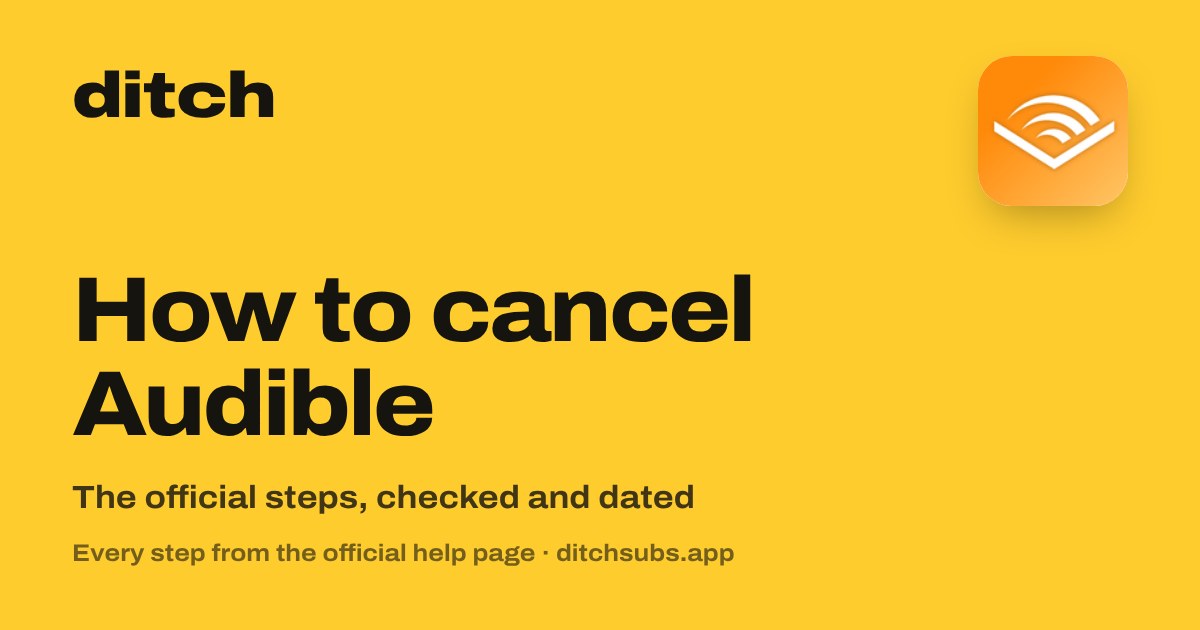 ditch
How to cancel
Audible
The official steps, checked and dated
Every step from the official help page · ditchsubs.app